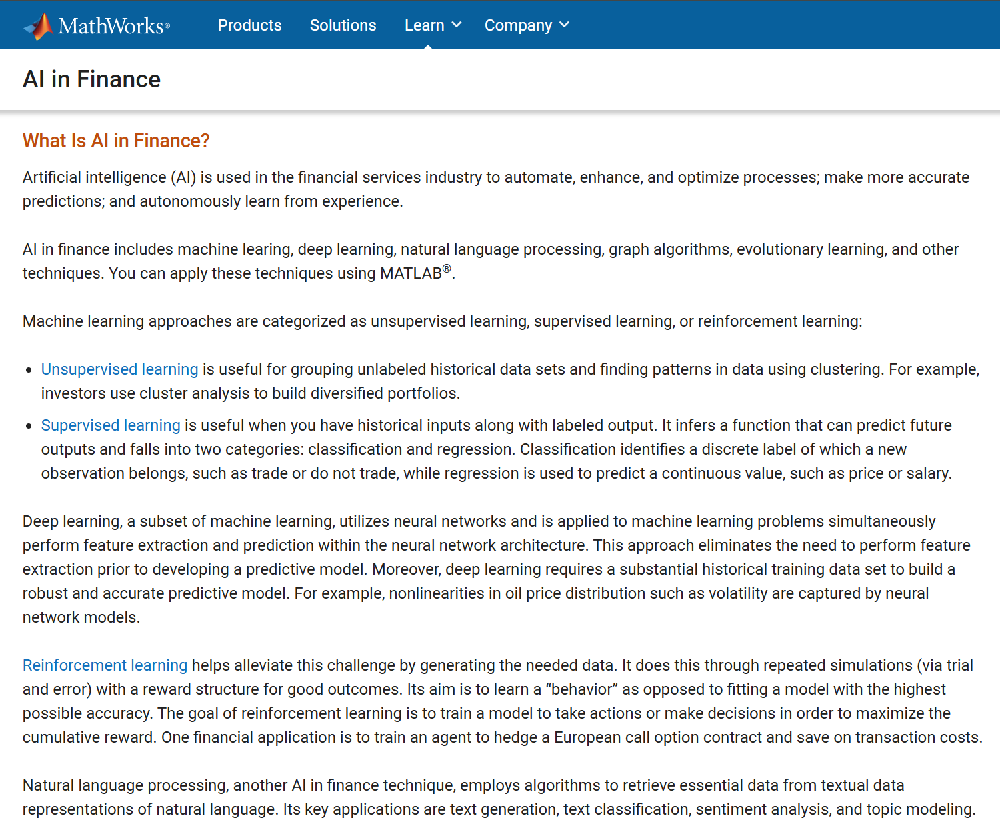 MathWorks®
Products
Solutions
Learn
Company
AI in Finance
What Is AI in Finance?
Artificial intelligence (AI) is used in the financial services industry to automate, enhance, and optimize processes; make more accurate
predictions; and autonomously learn from experience.
AI in finance includes machine learing, deep learning, natural language processing, graph algorithms, evolutionary learning, and other
techniques. You can apply these techniques using MATLAB®.
Machine learning approaches are categorized as unsupervised learning, supervised learning, or reinforcement learning:
• Unsupervised learning is useful for grouping unlabeled historical data sets and finding patterns in data using clustering. For example,
investors use cluster analysis to build diversified portfolios.
• Supervised learning is useful when you have historical inputs along with labeled output. It infers a function that can predict future
outputs and falls into two categories: classification and regression. Classification identifies a discrete label of which a new
observation belongs, such as trade or do not trade, while regression is used to predict a continuous value, such as price or salary.
Deep learning, a subset of machine learning, utilizes neural networks and is applied to machine learning problems simultaneously
perform feature extraction and prediction within the neural network architecture. This approach eliminates the need to perform feature
extraction prior to developing a predictive model. Moreover, deep learning requires a substantial historical training data set to build a
robust and accurate predictive model. For example, nonlinearities in oil price distribution such as volatility are captured by neural
network models.
Reinforcement learning helps alleviate this challenge by generating the needed data. It does this through repeated simulations (via trial
and error) with a reward structure for good outcomes. Its aim is to learn a “behavior” as opposed to fitting a model with the highest
possible accuracy. The goal of reinforcement learning is to train a model to take actions or make decisions in order to maximize the
cumulative reward. One financial application is to train an agent to hedge a European call option contract and save on transaction costs.
Natural language processing, another AI in finance technique, employs algorithms to retrieve essential data from textual data
representations of natural language. Its key applications are text generation, text classification, sentiment analysis, and topic modeling.